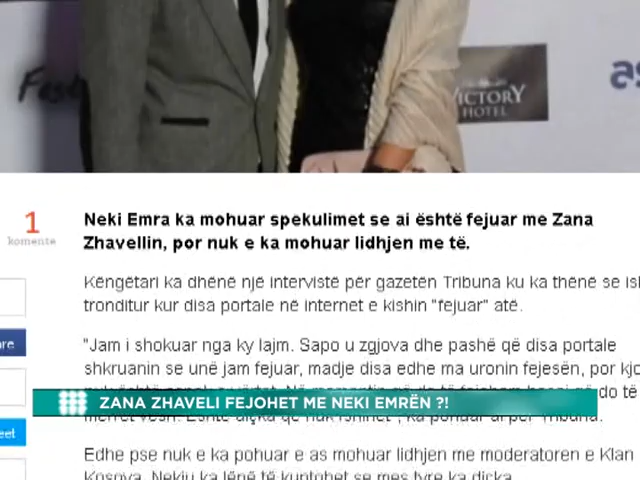 Fest
VICTORY
HOTEL
as
1
komente
Neki Emra ka mohuar spekulimet se ai është fejuar me Zana
Zhavellin, por nuk e ka mohuar lidhjen me të.
Këngëtari ka dhënë një intervistë për gazetën Tribuna ku ka thënë se ish
tronditur kur disa portale në internet e kishin "fejuar" atë.
"Jam i shokuar nga ky lajm. Sapo u zgjova dhe pashë që disa portale
are
shkruanin se unë jam fejuar, madje disa edhe ma uronin fejesën, por kjo
ZANA ZHAVELI FEJOHET ME NEKI EMRËN ?!
eet
Edhe pse nuk e ka pohuar e as mohuar lidhjen me moderatoren e Klan
Kosova, Nekiu ka lënë të kuptohet se mes tyre ka diçka.